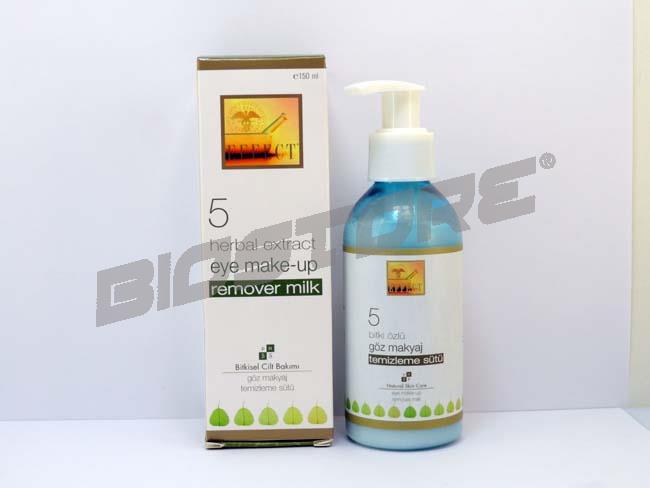 ℮150 ml
EFFECT
5
herbal extract
eye make-up
remover milk
Bitkisel Cilt Bakımı
göz makyaj
temizleme sütü
EFFECT
5
bitki özlü
göz makyaj
temizleme sütü
Natural Skin Care
eye make-up
remover milk
BIOSTORE®